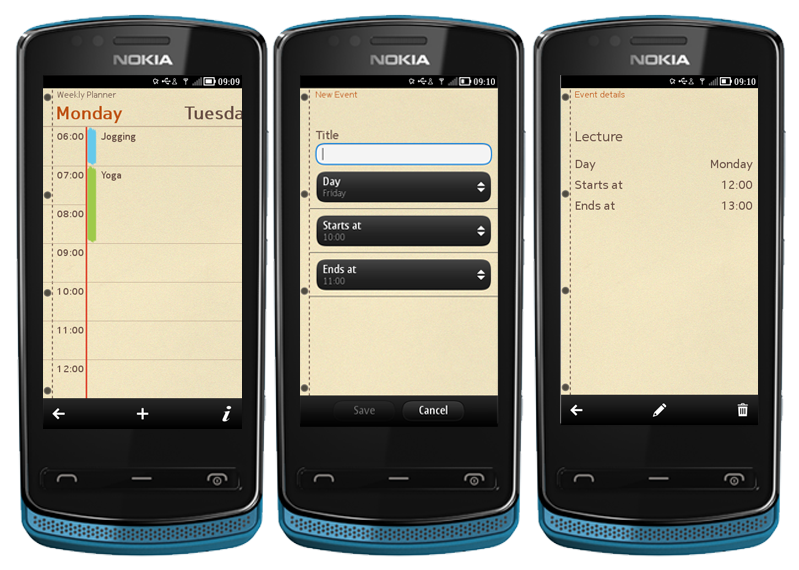 NOKIA
09:09
Weekly Planner
Monday Tuesda
06:00 Jogging
07:00 Yoga
08:00
09:00
10:00
11:00
12:00
NOKIA
09:10
New Event
Title
Day
Friday
Starts at
10:00
Ends at
11:00
Save Cancel
NOKIA
09:10
Event details
Lecture
Day Monday
Starts at 12:00
Ends at 13:00